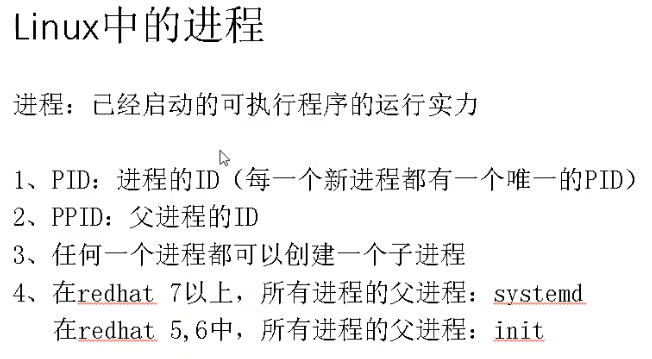 Linux中的进程
进程：已经启动的可执行程序的运行实力
1、PID：进程的ID（每一个新进程都有一个唯一的PID）
2、PPID：父进程的ID
3、任何一个进程都可以创建一个子进程
4、在redhat 7以上，所有进程的父进程：systemd
在redhat 5,6中，所有进程的父进程：init